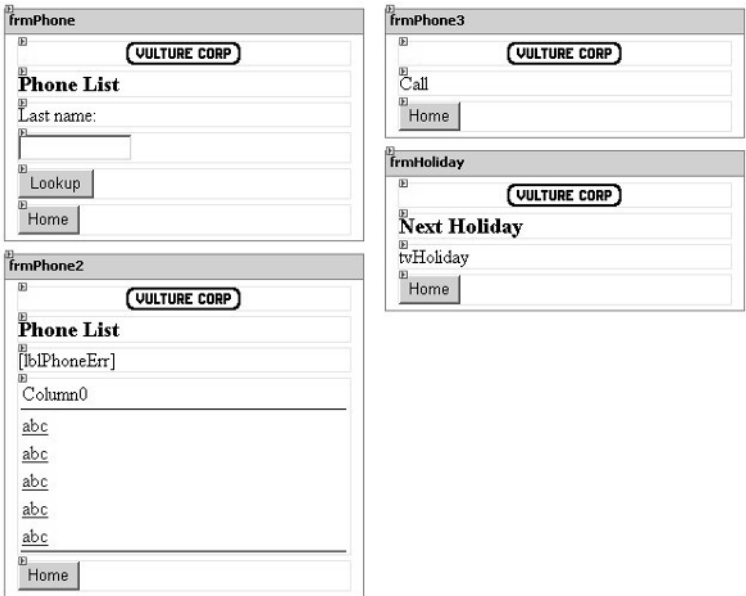 frmPhone
VULTURE CORP
Phone List
Last name:
Lookup
Home
frmPhone2
VULTURE CORP
Phone List
[lblPhoneErr]
Column0
abc
abc
abc
abc
abc
Home
frmPhone3
VULTURE CORP
Call
Home
frmHoliday
VULTURE CORP
Next Holiday
tvHoliday
Home